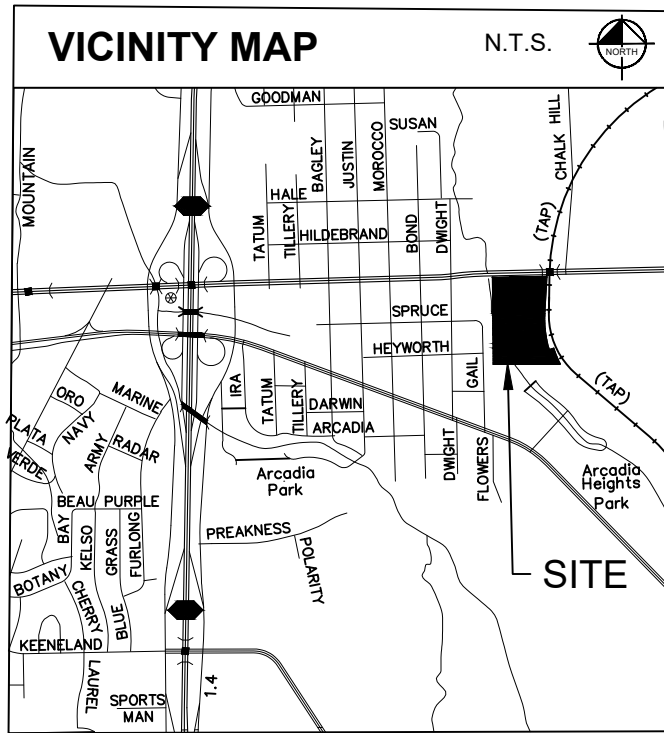 VICINITY MAP
N.T.S.
NORTH
GOODMAN
SUSAN
MOUNTAIN
BAGLEY
JUSTIN
MOROCCO
CHALK HILL
HALE
TATUM
TILLERY
HILDEBRAND
BOND
DWIGHT
(TAP)
SPRUCE
HEYWORTH
GAIL
(TAP)
ORO
MARINE
IRA
TATUM
TILLERY
DARWIN
ARCADIA
PLATA
NAVY
ARMY
RADAR
VERDE
DWIGHT
FLOWERS
Arcadia
Park
Arcadia
Heights
Park
BEAU
PURPLE
BAY
KELSO
GRASS
FURLONG
PREAKNESS
POLARITY
BOTANY
CHERRY
BLUE
SITE
KEENELAND
LAUREL
SPORTS
MAN
1.4